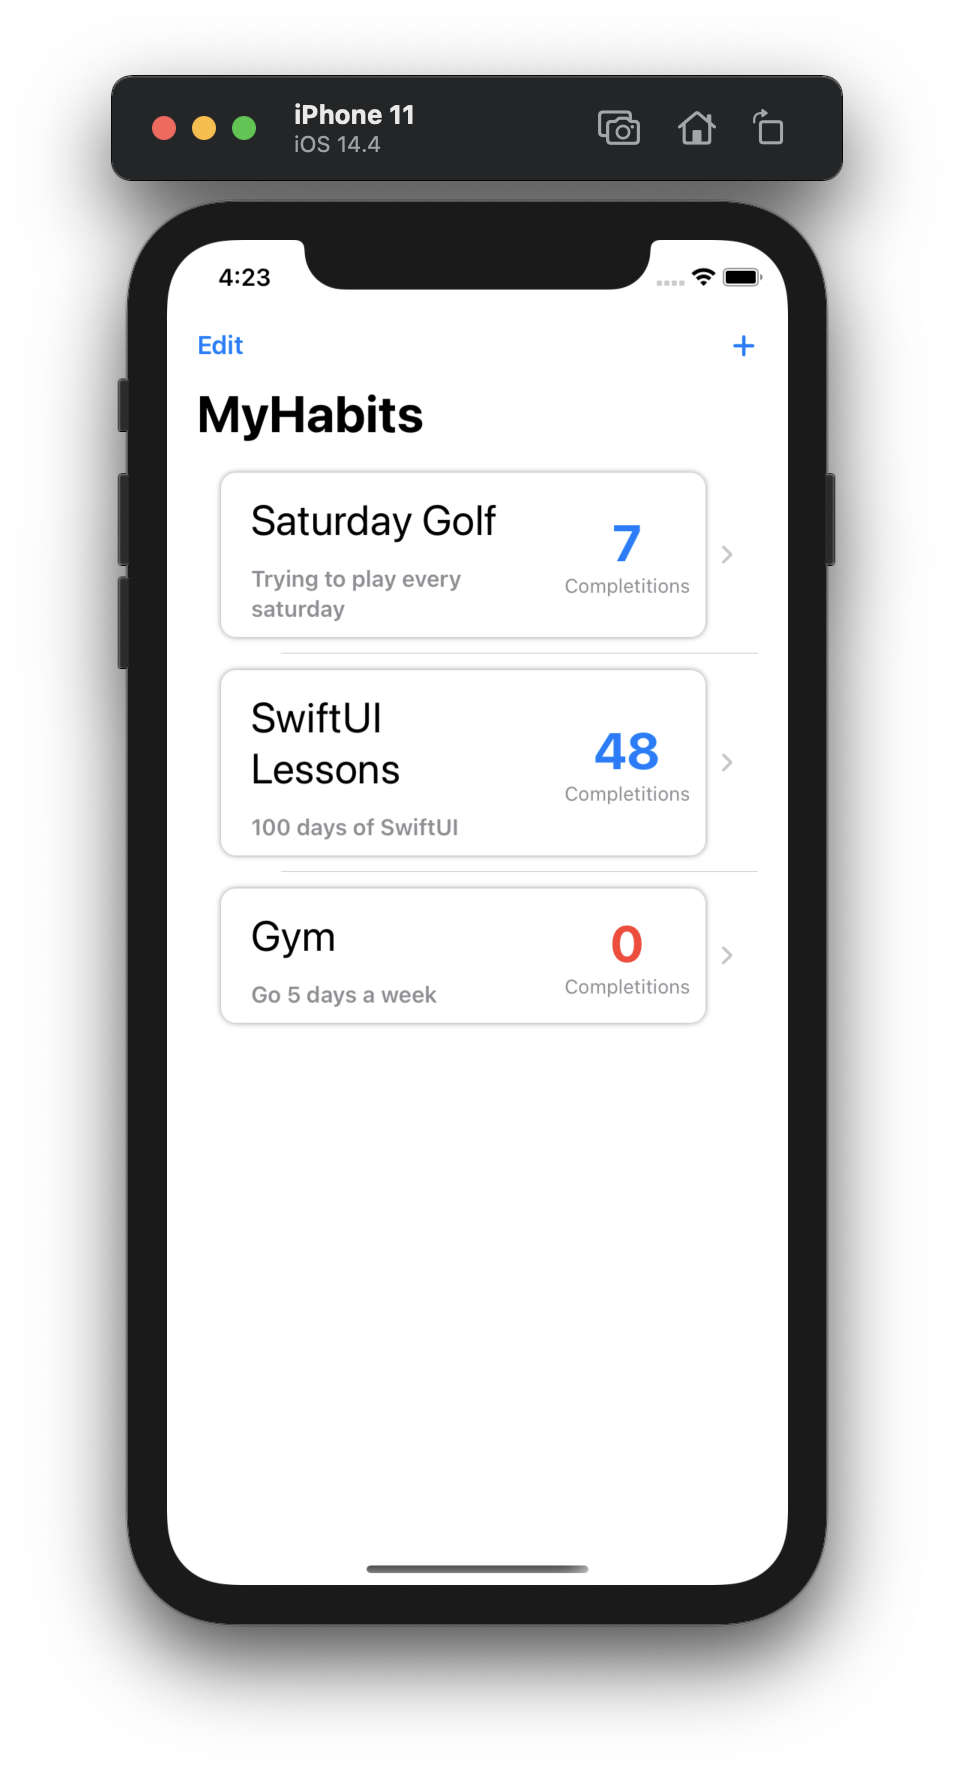 iPhone 11
iOS 14.4
4:23
Edit
+
MyHabits
Saturday Golf
Trying to play every
saturday
7
Completitions
SwiftUI
Lessons
100 days of SwiftUI
48
Completitions
Gym
Go 5 days a week
0
Completitions